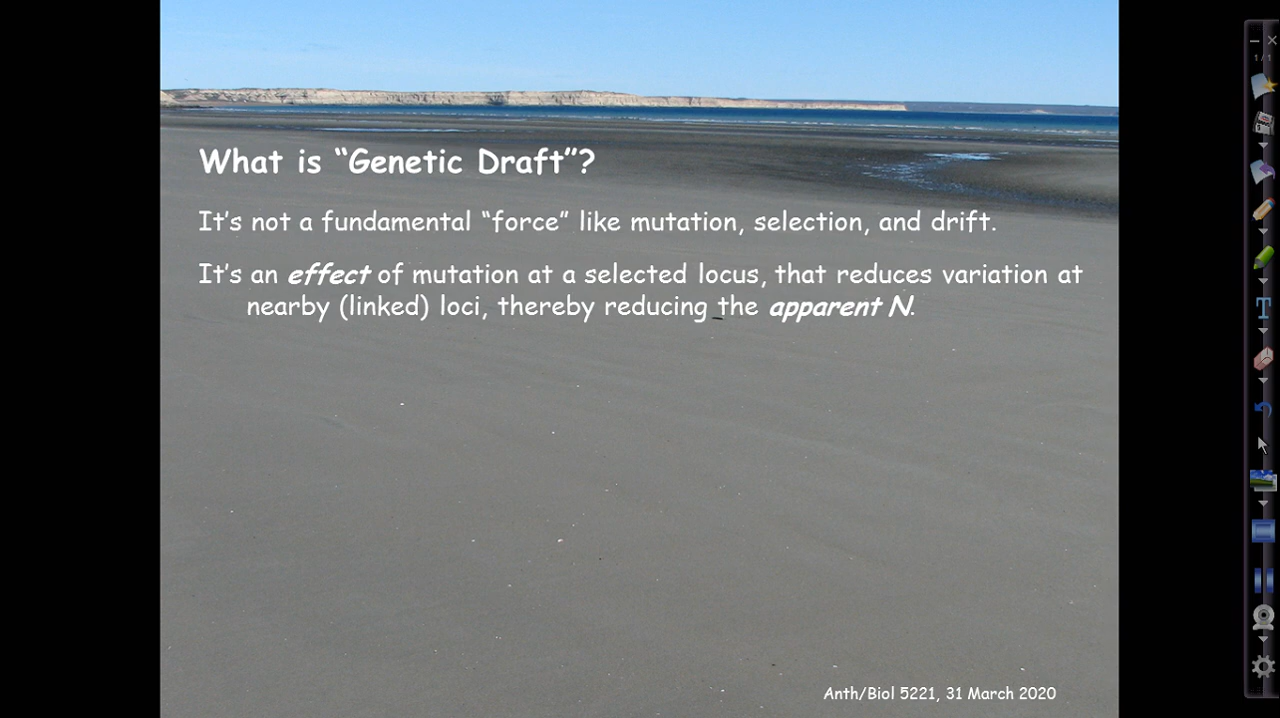 What is “Genetic Draft”?
It’s not a fundamental “force” like mutation, selection, and drift.
It’s an effect of mutation at a selected locus, that reduces variation at
nearby (linked) loci, thereby reducing the apparent N.
Anth/Biol 5221, 31 March 2020
1/1